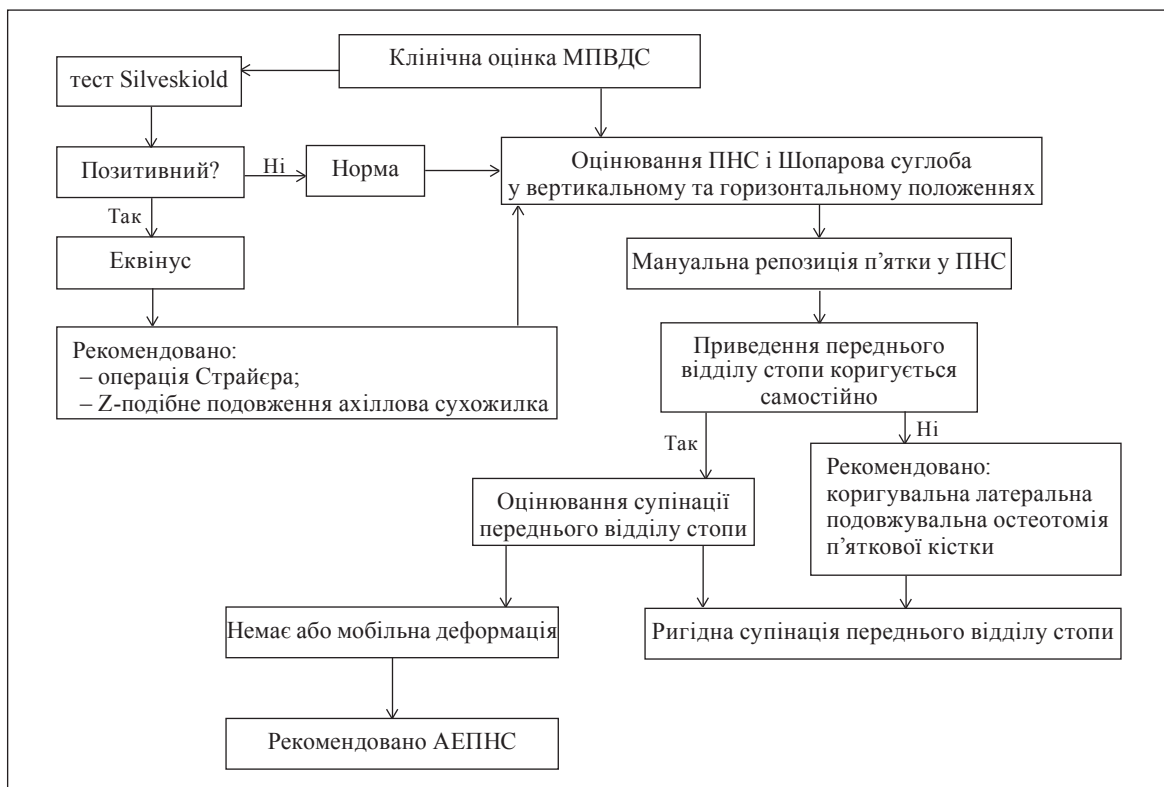 Клінічна оцінка МПВДС
тест Silveskiold
Позитивний?
Ні
Норма
Оцінювання ПНС і Шопарова суглоба
у вертикальному та горизонтальному положеннях
Так
Еквінус
Мануальна репозиція п'ятки у ПНС
Рекомендовано:
– операція Страйєра;
– Z-подібне подовження ахіллова сухожилка
Приведення переднього
відділу стопи коригується
самостійно
Так
Ні
Оцінювання супінації
переднього відділу стопи
Рекомендовано:
коригувальна латеральна
подовжувальна остеотомія
п'яткової кістки
Немає або мобільна деформація
Ригідна супінація переднього відділу стопи
Рекомендовано АЕПНС